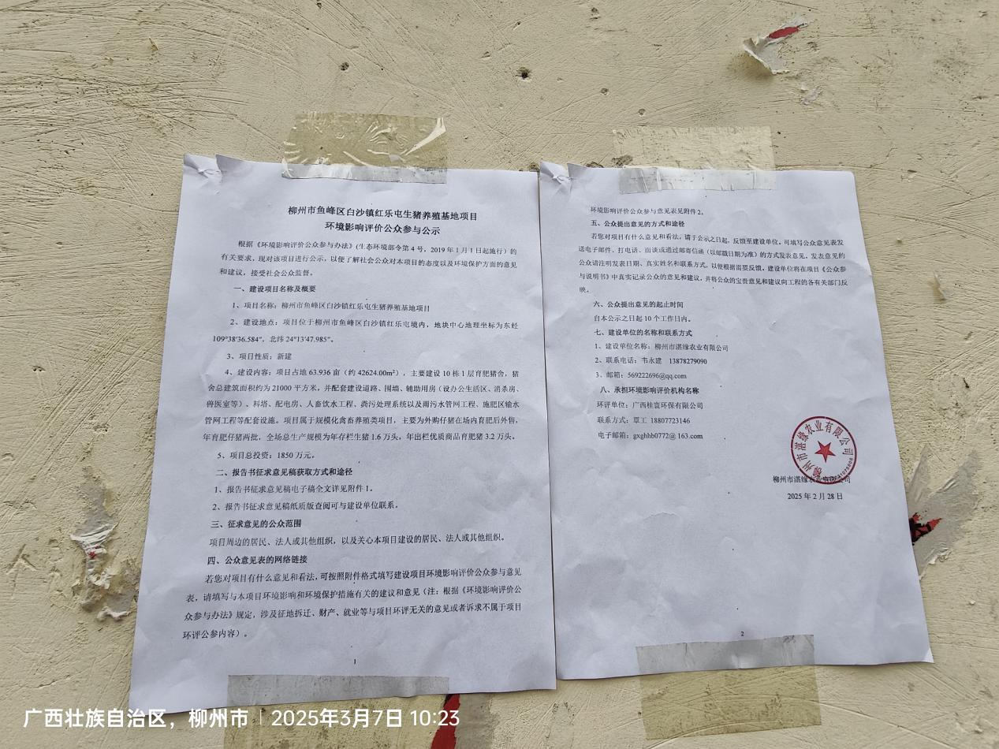 柳州市鱼峰区白沙镇红乐屯生猪养殖基地项目
环境影响评价公众参与公示
根据《环境影响评价公众参与办法》(生态环境部令第 4 号，2019 年 1 月 1 日起施行）的
有关要求，现对该项目进行公示，以便了解社会公众对本项目的态度以及环境保护方面的意见
和建议，接受社会公众监督。
一、建设项目名称及概要
1、项目名称：柳州市鱼峰区白沙镇红乐屯生猪养殖基地项目
2、建设地点：项目位于柳州市鱼峰区白沙镇红乐屯境内，地块中心地理坐标为东经
109°38′36.584″，北纬 24°13′47.985″。
3、项目性质：新建
4、建设内容：项目占地 63.936 亩（约 42624.00m²），主要建设 10 栋 1 层育肥猪舍，猪
舍总建筑面积约为 21000 平方米，并配套建设道路、围墙、辅助用房（设办公生活区、消杀房、
兽医室等）、料塔、配电房、人畜饮水工程、粪污处理系统以及雨污水管网工程、施肥区输水
管网工程等配套设施。项目属于规模化禽畜养殖类项目，主要为外购仔猪在场内育肥后外售，
年育肥仔猪两批，全场总生产规模为年存栏生猪 1.6 万头，年出栏优质商品育肥猪 3.2 万头。
5、项目总投资：1850 万元。
二、报告书征求意见稿获取方式和途径
1、报告书征求意见稿电子稿全文详见附件 1。
2、报告书征求意见稿纸质版查阅可与建设单位联系。
三、征求意见的公众范围
项目周边的居民、法人或其他组织，以及关心本项目建设的居民、法人或其他组织。
四、公众意见表的网络链接
若您对项目有什么意见和看法，可按照附件格式填写建设项目环境影响评价公众参与意见
表，请填写与本项目环境影响和环境保护措施有关的建议和意见（注：根据《环境影响评价公
众参与办法》规定，涉及征地拆迁、财产、就业等与项目环评无关的意见或者诉求不属于项目
环评公参内容）。
1
环境影响评价公众参与意见表见附件 2。
五、公众提出意见的方式和途径
若您对项目有什么意见和看法，请于公示之日起，反馈至建设单位。可填写公众意见表发
送电子邮件、打电话、面谈或通过邮寄信函（以邮戳日期为准）的方式发表意见。发表意见的
公众请注明发表日期、真实姓名和联系方式，以便根据需要反馈。建设单位将在项目《公众参
与说明书》中真实记录公众的意见和建议，并将公众的宝贵意见和建议向工程的各有关部门反
映。
六、公众提出意见的起止时间
自本公示之日起 10 个工作日内。
七、建设单位的名称和联系方式
1、建设单位名称：柳州市湛缘农业有限公司
2、联系电话：韦永建 13878279090
3、邮箱：569222696@qq.com
八、承担环境影响评价机构名称
环评单位：广西桂寰环保有限公司
联系方式：覃工 18807723146
电子邮箱：gxghhb0772@ 163.com
柳州市湛缘农业有限公司
柳州市湛缘农业有限公司
2025 年 2 月 28 日
2
广西壮族自治区，柳州市 | 2025年3月7日 10:23